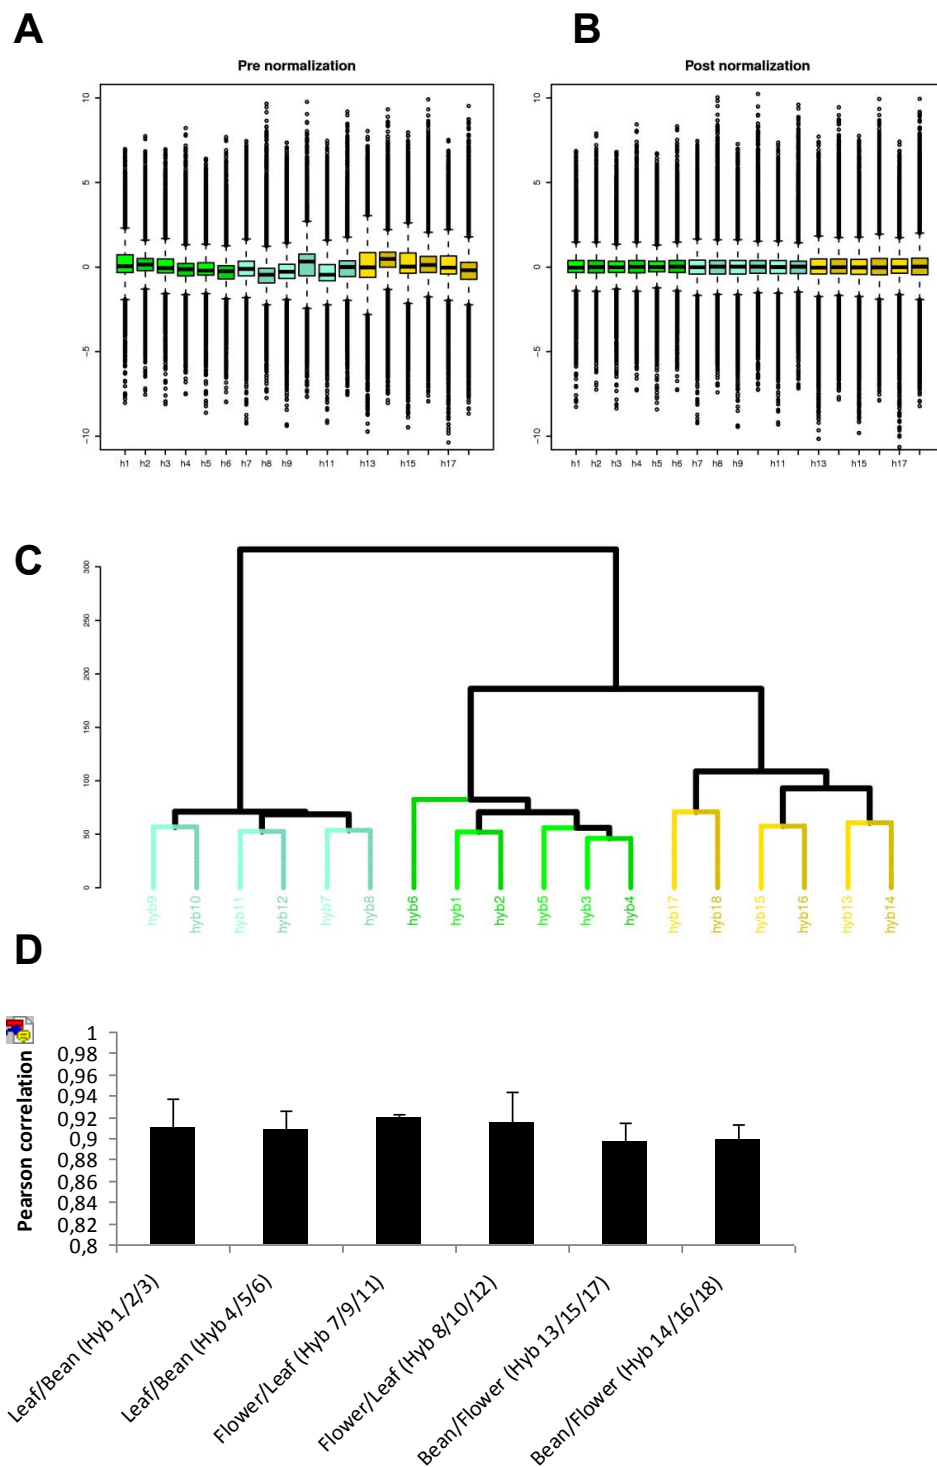 A
B
Pre normalization
Post normalization
10
5
0
−5
−10
h1 h2 h3 h4 h5 h6 h7 h8 h9 h11 h13 h15 h17
10
5
0
−5
−10
h1 h2 h3 h4 h5 h6 h7 h8 h9 h11 h13 h15 h17
C
300
250
200
150
100
50
0
hyb9
hyb10
hyb11
hyb12
hyb7
hyb8
hyb6
hyb1
hyb2
hyb5
hyb3
hyb4
hyb17
hyb18
hyb15
hyb16
hyb13
hyb14
D
Pearson correlation
1
0,98
0,96
0,94
0,92
0,9
0,88
0,86
0,84
0,82
0,8
Leaf/Bean (Hyb 1/2/3)
Leaf/Bean (Hyb 4/5/6)
Flower/Leaf (Hyb 7/9/11)
Flower/Leaf (Hyb 8/10/12)
Bean/Flower (Hyb 13/15/17)
Bean/Flower (Hyb 14/16/18)